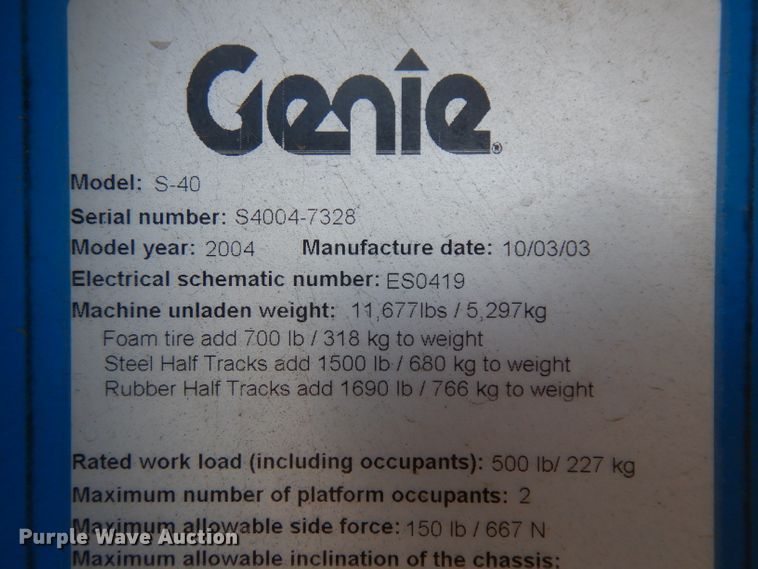 Genie®
Model: S-40
Serial number: S4004-7328
Model year: 2004 Manufacture date: 10/03/03
Electrical schematic number: ES0419
Machine unladen weight: 11,677lbs / 5,297kg
Foam tire add 700 lb / 318 kg to weight
Steel Half Tracks add 1500 lb / 680 kg to weight
Rubber Half Tracks add 1690 lb / 766 kg to weight
Rated work load (including occupants): 500 lb/ 227 kg
Maximum number of platform occupants: 2
Maximum allowable side force: 150 lb / 667 N
Purple Wave Auction
Maximum allowable inclination of the chassis: